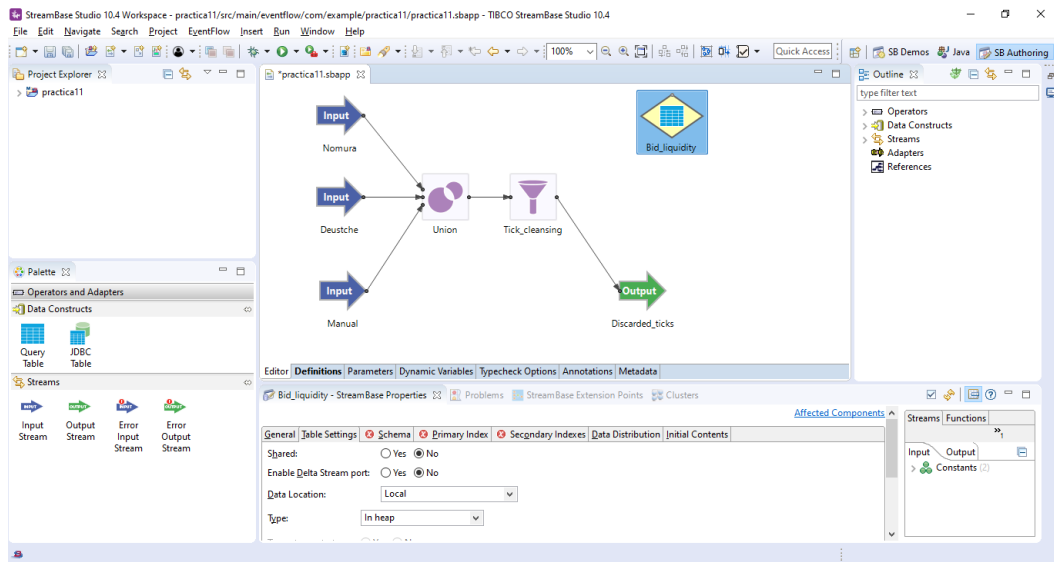 StreamBase Studio 10.4 Workspace - practica11/src/main/eventflow/com/example/practica11/practica11.sbapp - TIBCO StreamBase Studio 10.4
File Edit Navigate Search Project EventFlow Insert Run Window Help
100% Quick Access SB Demos Java SB Authoring
Project Explorer
practica11
*practica11.sbapp
Input
Nomura
Input
Deustche
Input
Manual
Union
Tick_cleansing
Output
Discarded_ticks
Bid_liquidity
Outline
type filter text
Operators
Data Constructs
Streams
Adapters
References
Palette
Operators and Adapters
Data Constructs
Query Table
JDBC Table
Streams
INPUT
Input Stream
OUTPUT
Output Stream
INPUT
Error Input Stream
OUTPUT
Error Output Stream
Editor Definitions Parameters Dynamic Variables Typecheck Options Annotations Metadata
Bid_liquidity - StreamBase Properties Problems StreamBase Extension Points Clusters
Affected Components
General Table Settings Schema Primary Index Secondary Indexes Data Distribution Initial Contents
Shared: Yes No
Enable Delta Stream port: Yes No
Data Location: Local
Type: In heap
Streams Functions
»1
Input Output
Constants (2)